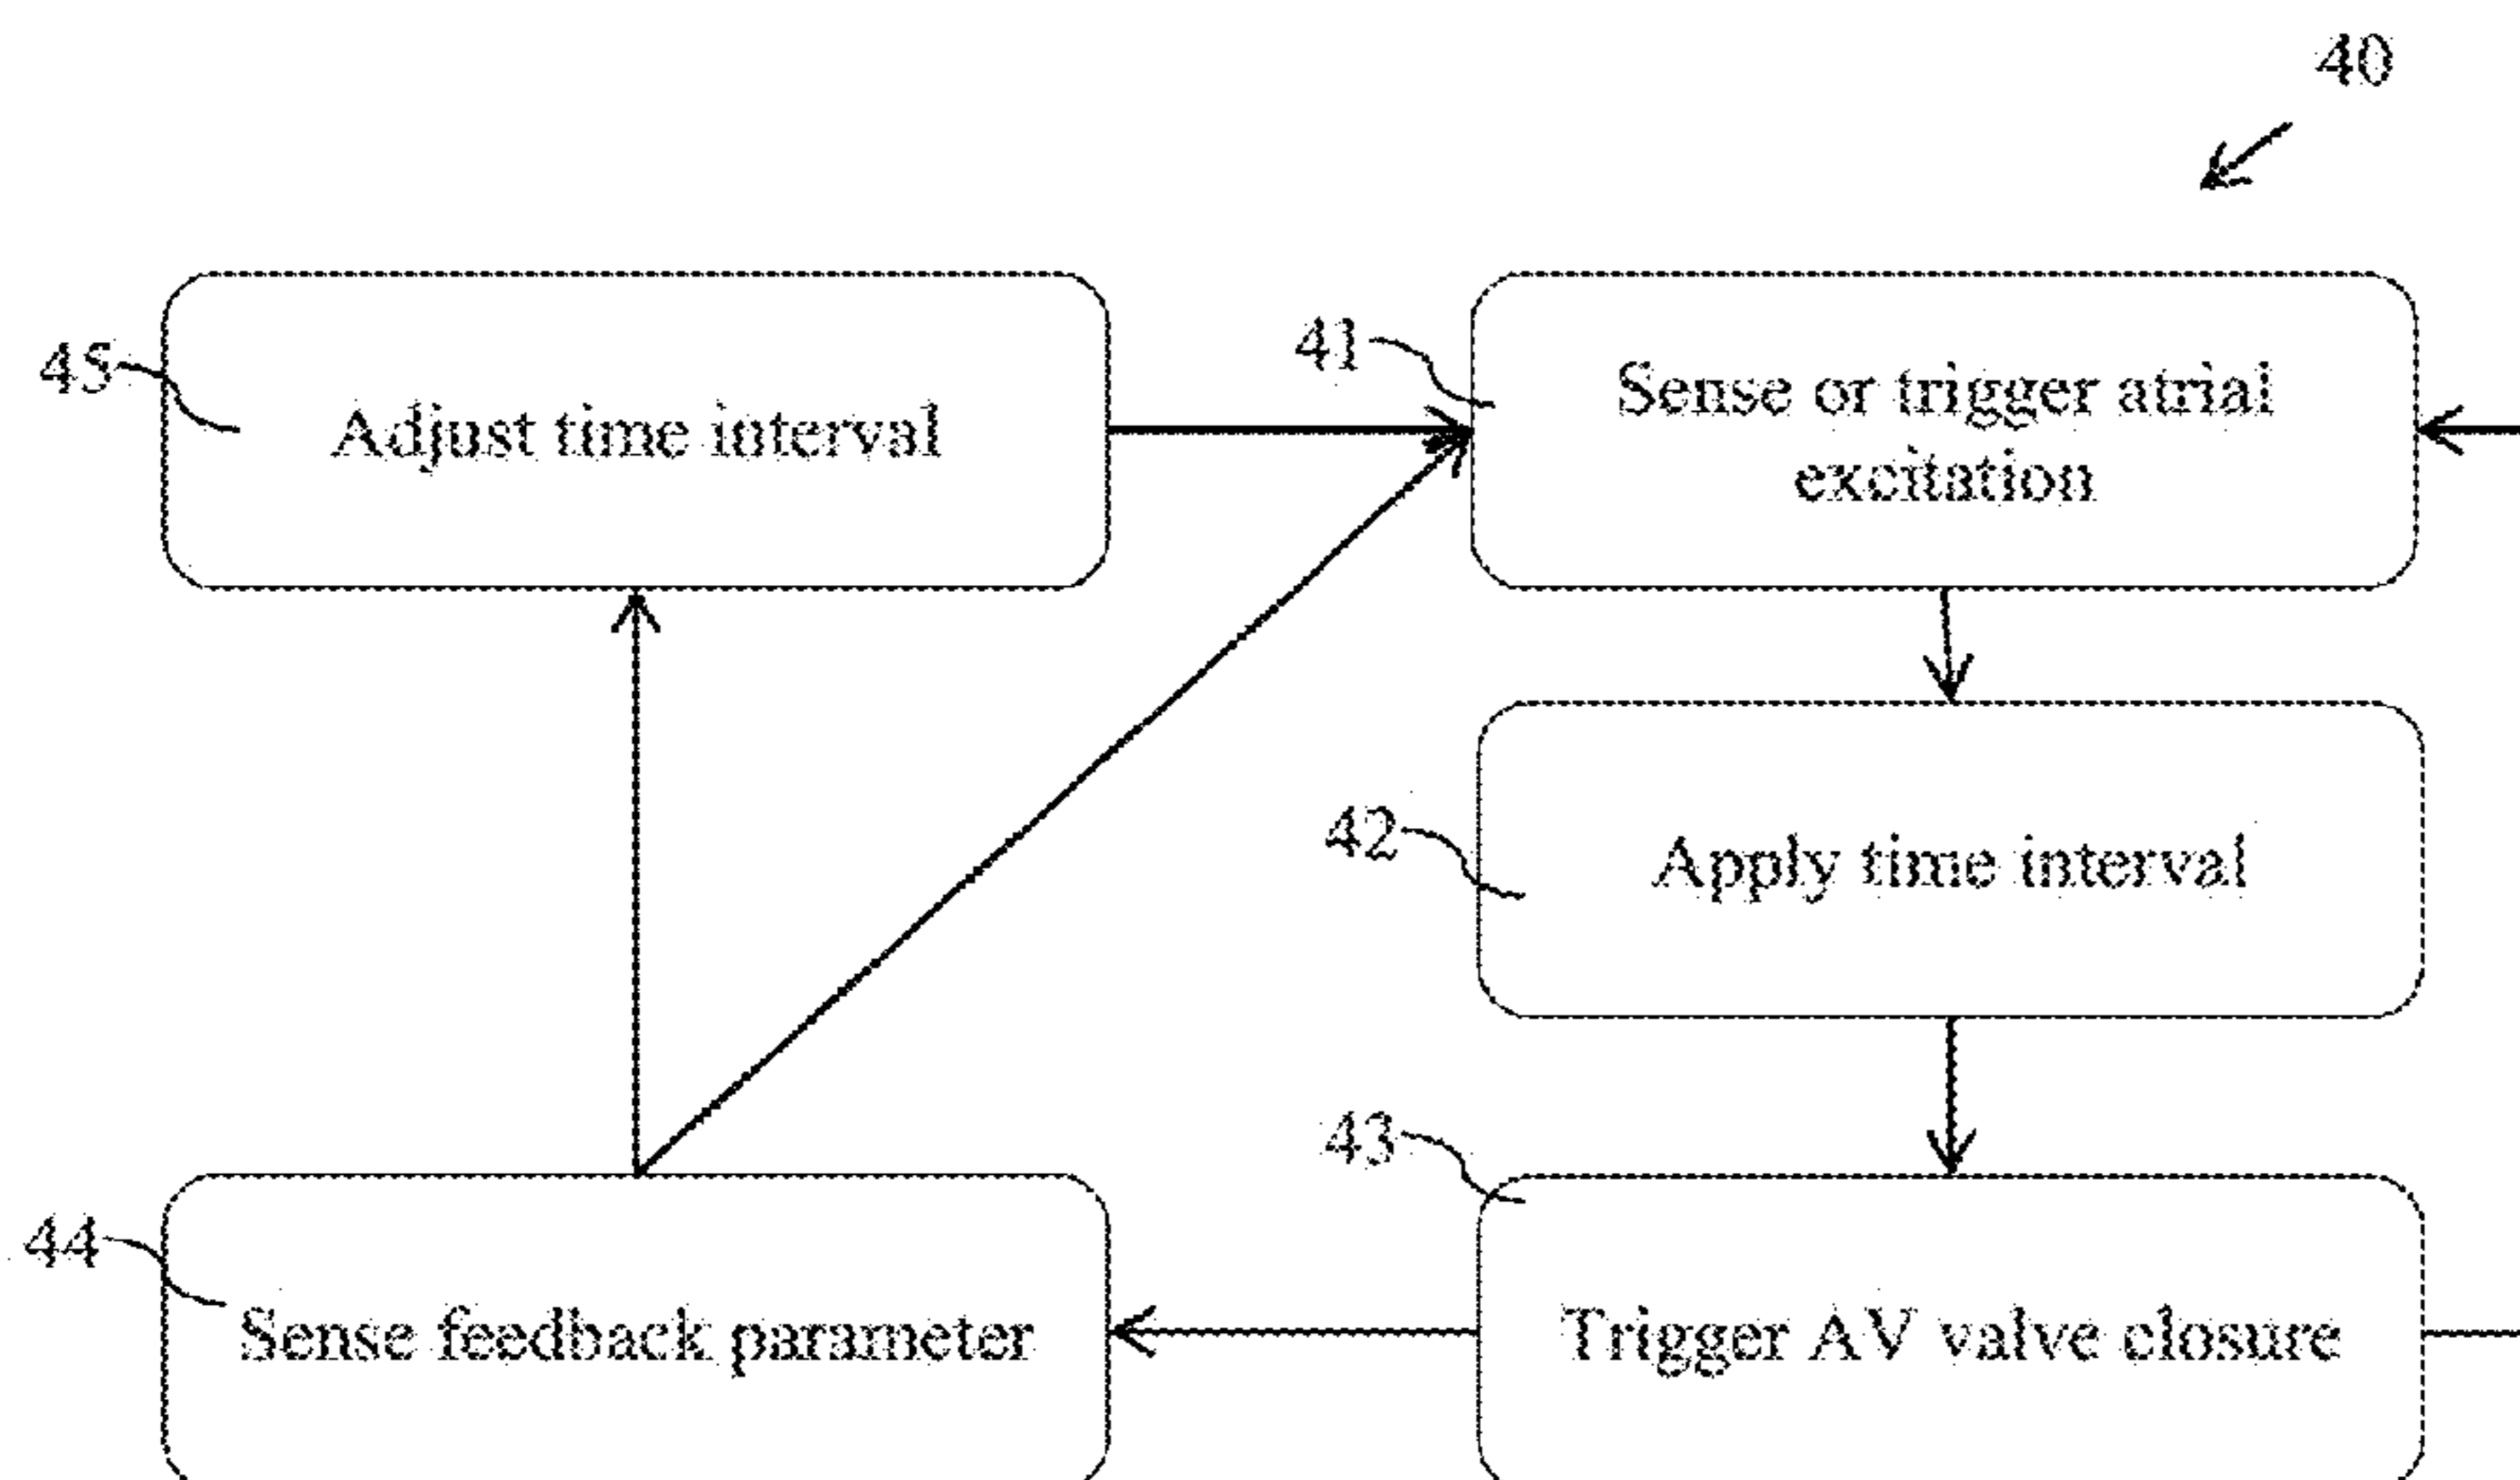 40
45
Adjust time interval
41
Sense or trigger atrial
excitation
42
Apply time interval
43
Trigger AV valve closure
44
Sense feedback parameter